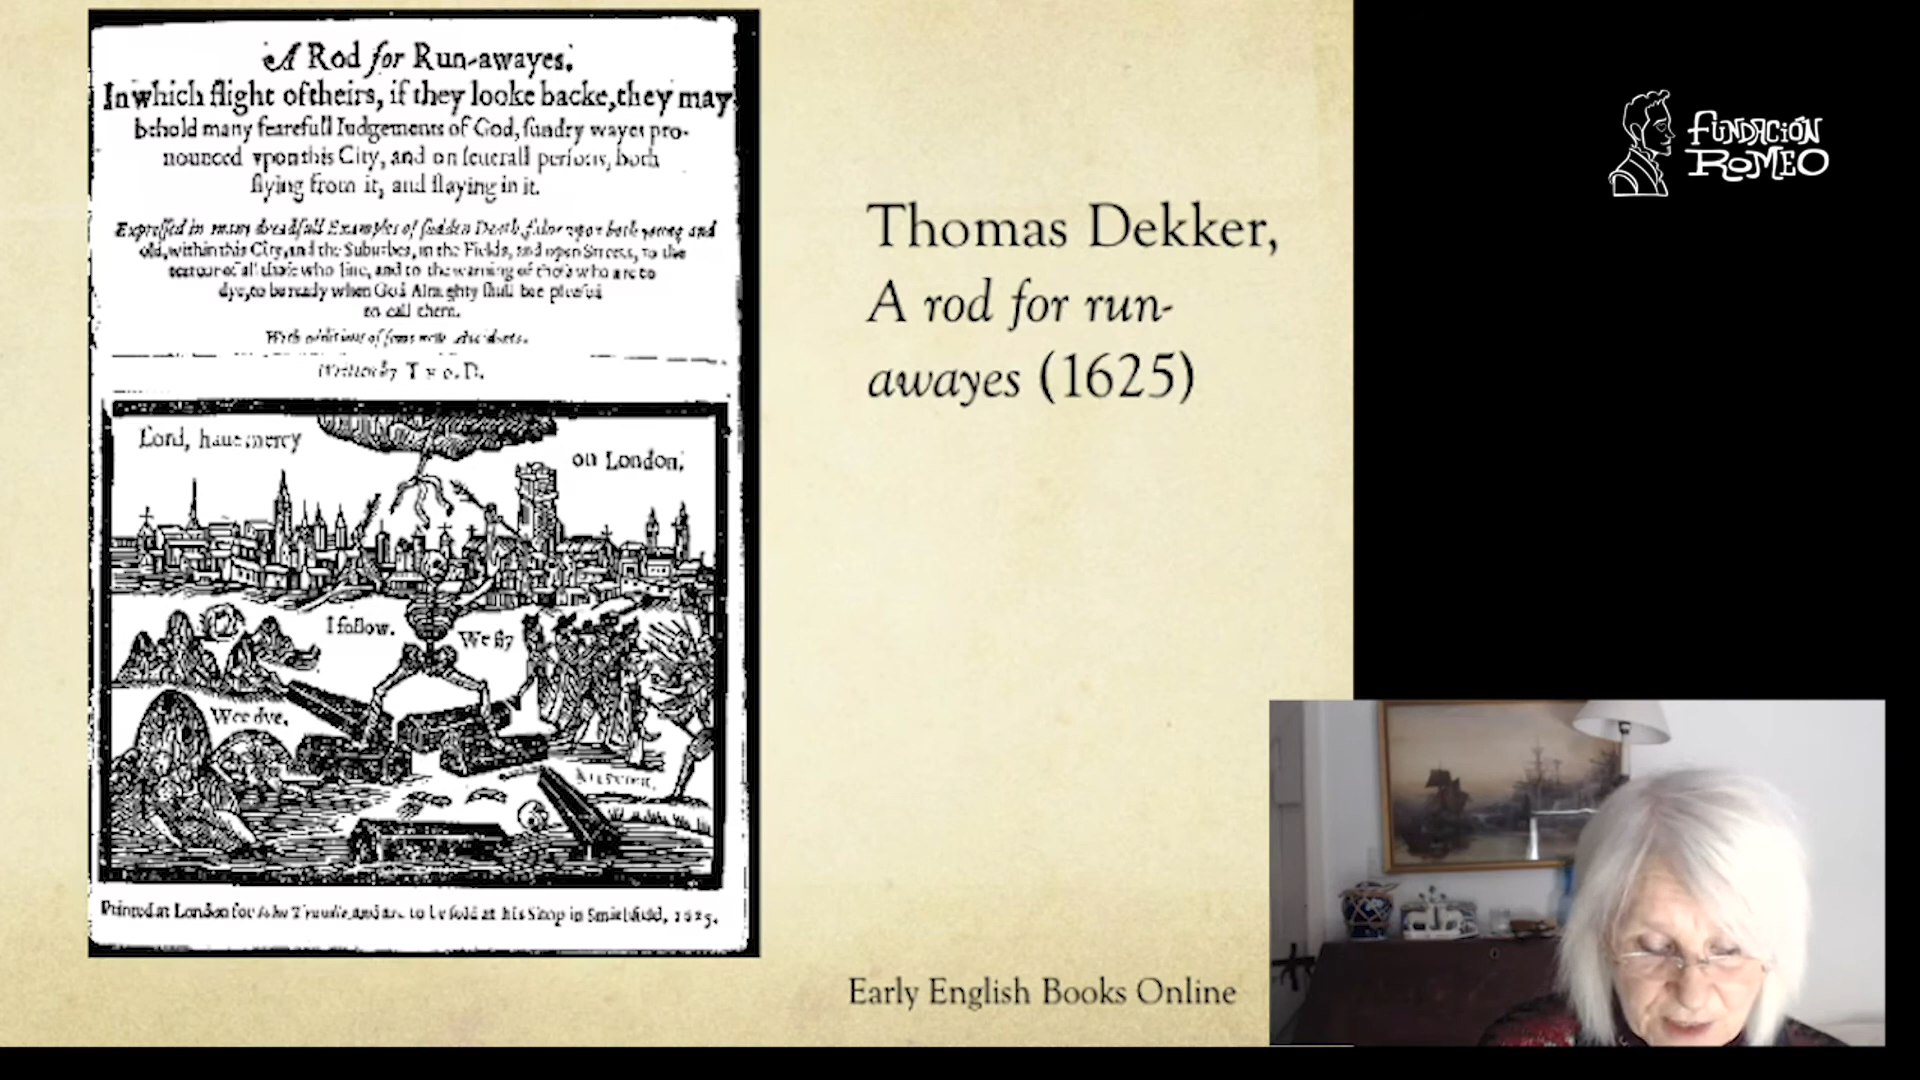 A Rod for Run-awayes.
In which flight of theirs, if they looke backe, they may
behold many fearefull Iudgements of God, sundry wayes pro-
nounced vpon this City, and on seuerall persons, both
flying from it, and staying in it.
Expressed in many dreadfull Examples of sudden Death, falne vpon both young and
old, within this City, and the Suburbes, in the Fields, and open Streets, to the
terrour of all those who liue, and to the warning of those who are to
dye, to be ready when God Almighty shall bee pleased
to call them.
With additions of some new accidents.
Written by Tho. D.
Lord, haue mercy
on London.
I follow.
We fly
Wee dye.
Printed at London for Iohn Trundle, and are to be sold at his Shop in Smithfield, 1625.
Thomas Dekker,
A rod for run-
awayes (1625)
Early English Books Online
FUNDACIÓN
ROMEO